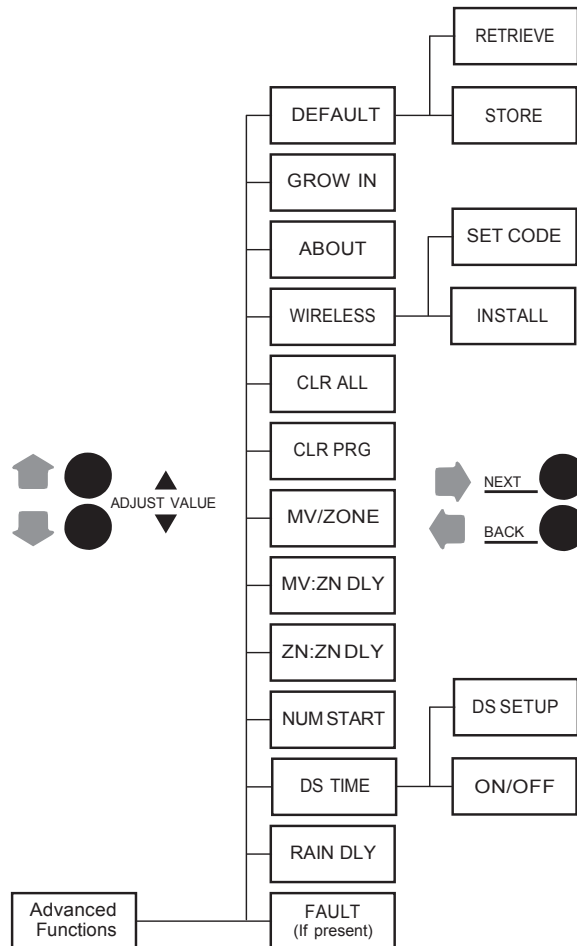 RETRIEVE
DEFAULT
STORE
GROW IN
ABOUT
SET CODE
WIRELESS
INSTALL
CLR ALL
CLR PRG
ADJUST VALUE
NEXT
MV/ZONE
BACK
MV:ZN DLY
ZN:ZN DLY
NUM START
DS SETUP
DS TIME
ON/OFF
RAIN DLY
Advanced
Functions
FAULT
(If present)